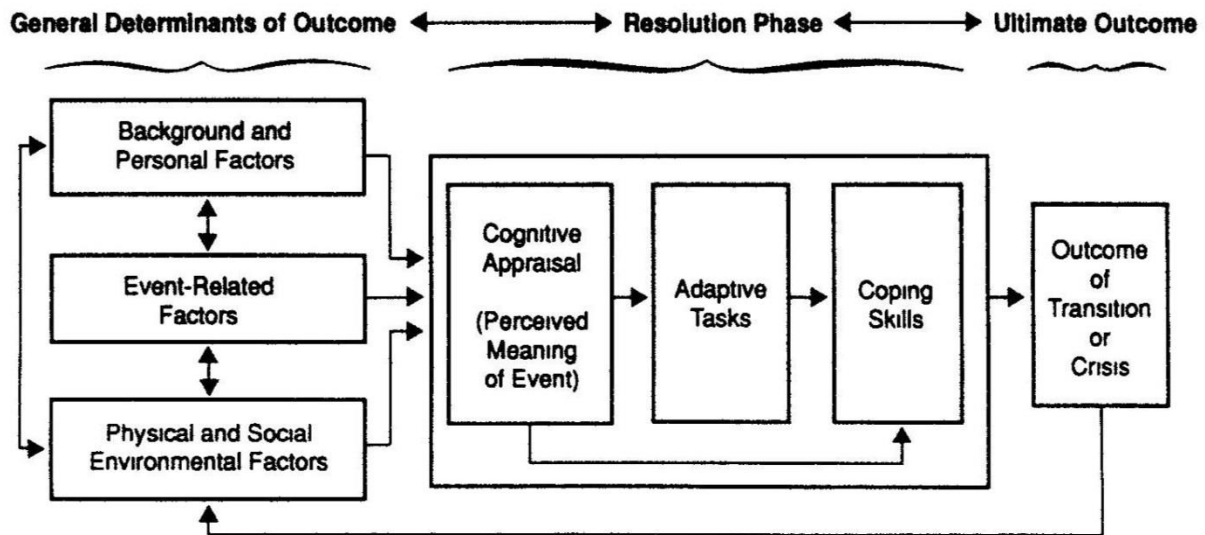 General Determinants of Outcome
Resolution Phase
Ultimate Outcome
Background and
Personal Factors
Event-Related
Factors
Physical and Social
Environmental Factors
Cognitive
Appraisal
(Perceived
Meaning
of Event)
Adaptive
Tasks
Coping
Skills
Outcome
of
Transition
or
Crisis